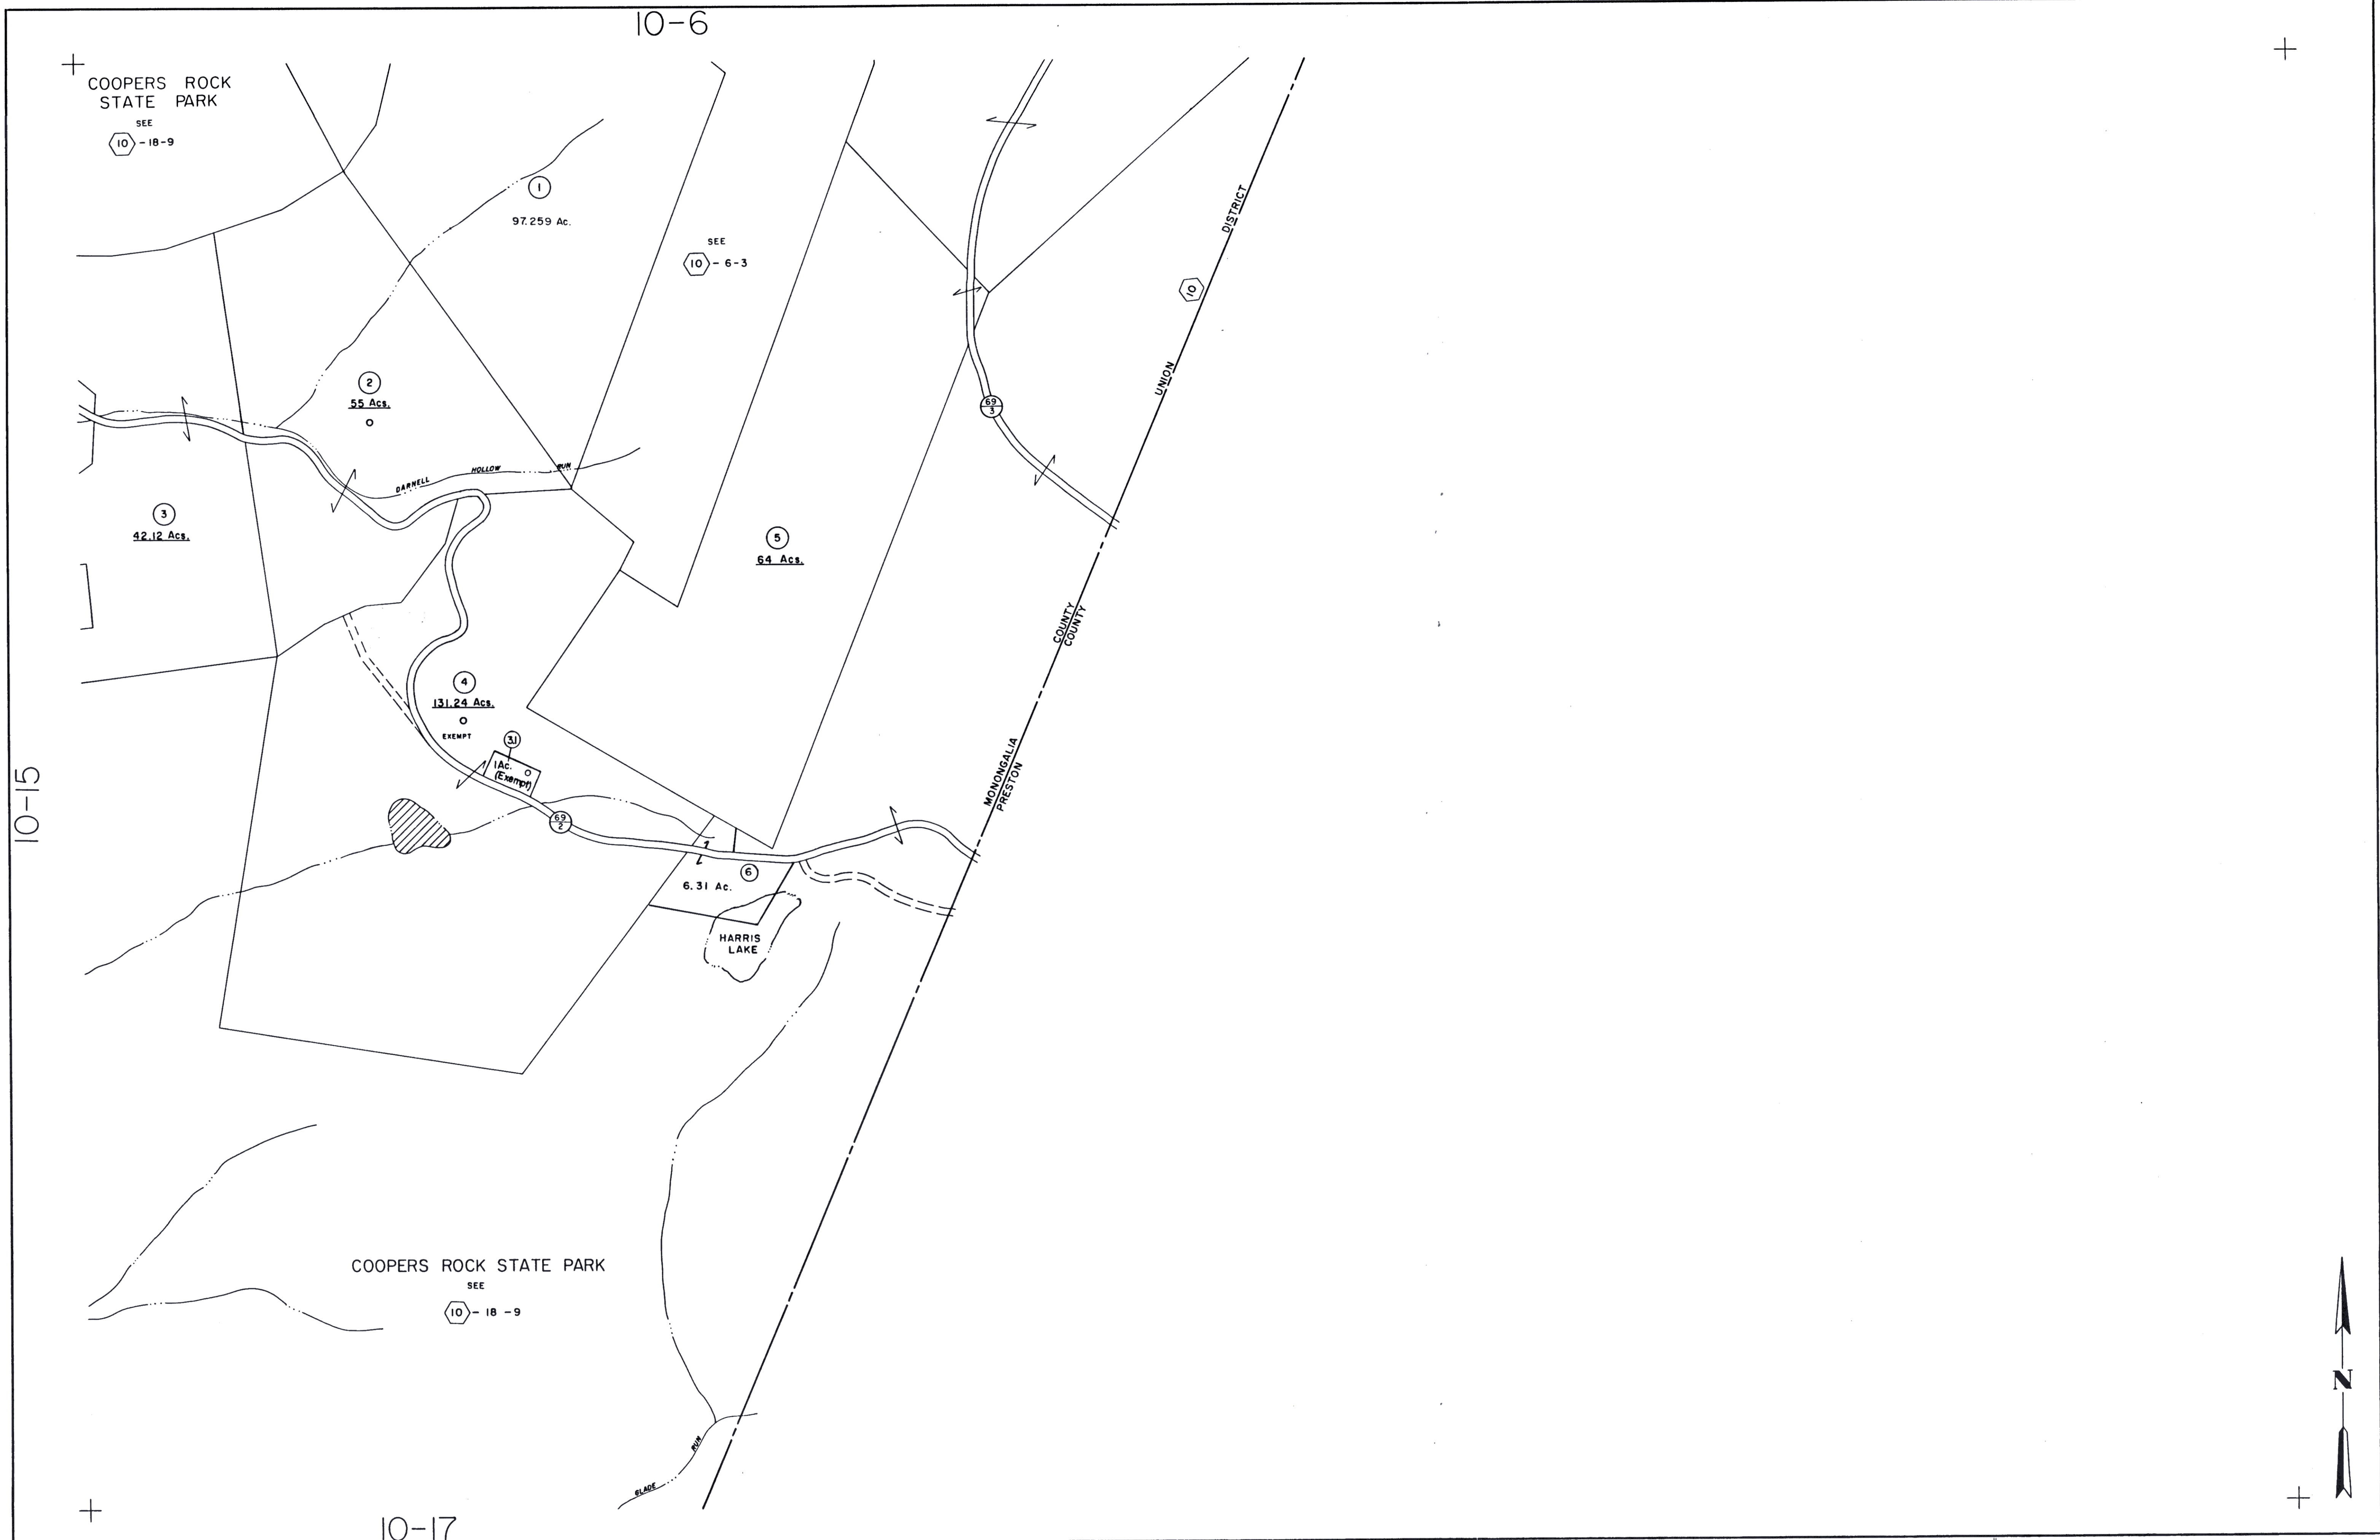 10-6
COOPERS ROCK
STATE PARK
SEE
10 -18-9
1
97.259 Ac.
SEE
10 - 6-3
UNION DISTRICT
10
2
55 Acs.
69
3
DARNELL HOLLOW RUN
3
42.12 Acs.
5
64 Acs.
COUNTY
COUNTY
4
131.24 Acs.
EXEMPT
3.1
1Ac.
(Exempt)
MONONGALIA
PRESTON
10-15
69
2
6
6.31 Ac.
HARRIS
LAKE
COOPERS ROCK STATE PARK
SEE
10 - 18 -9
N
GLADE RUN
10-17